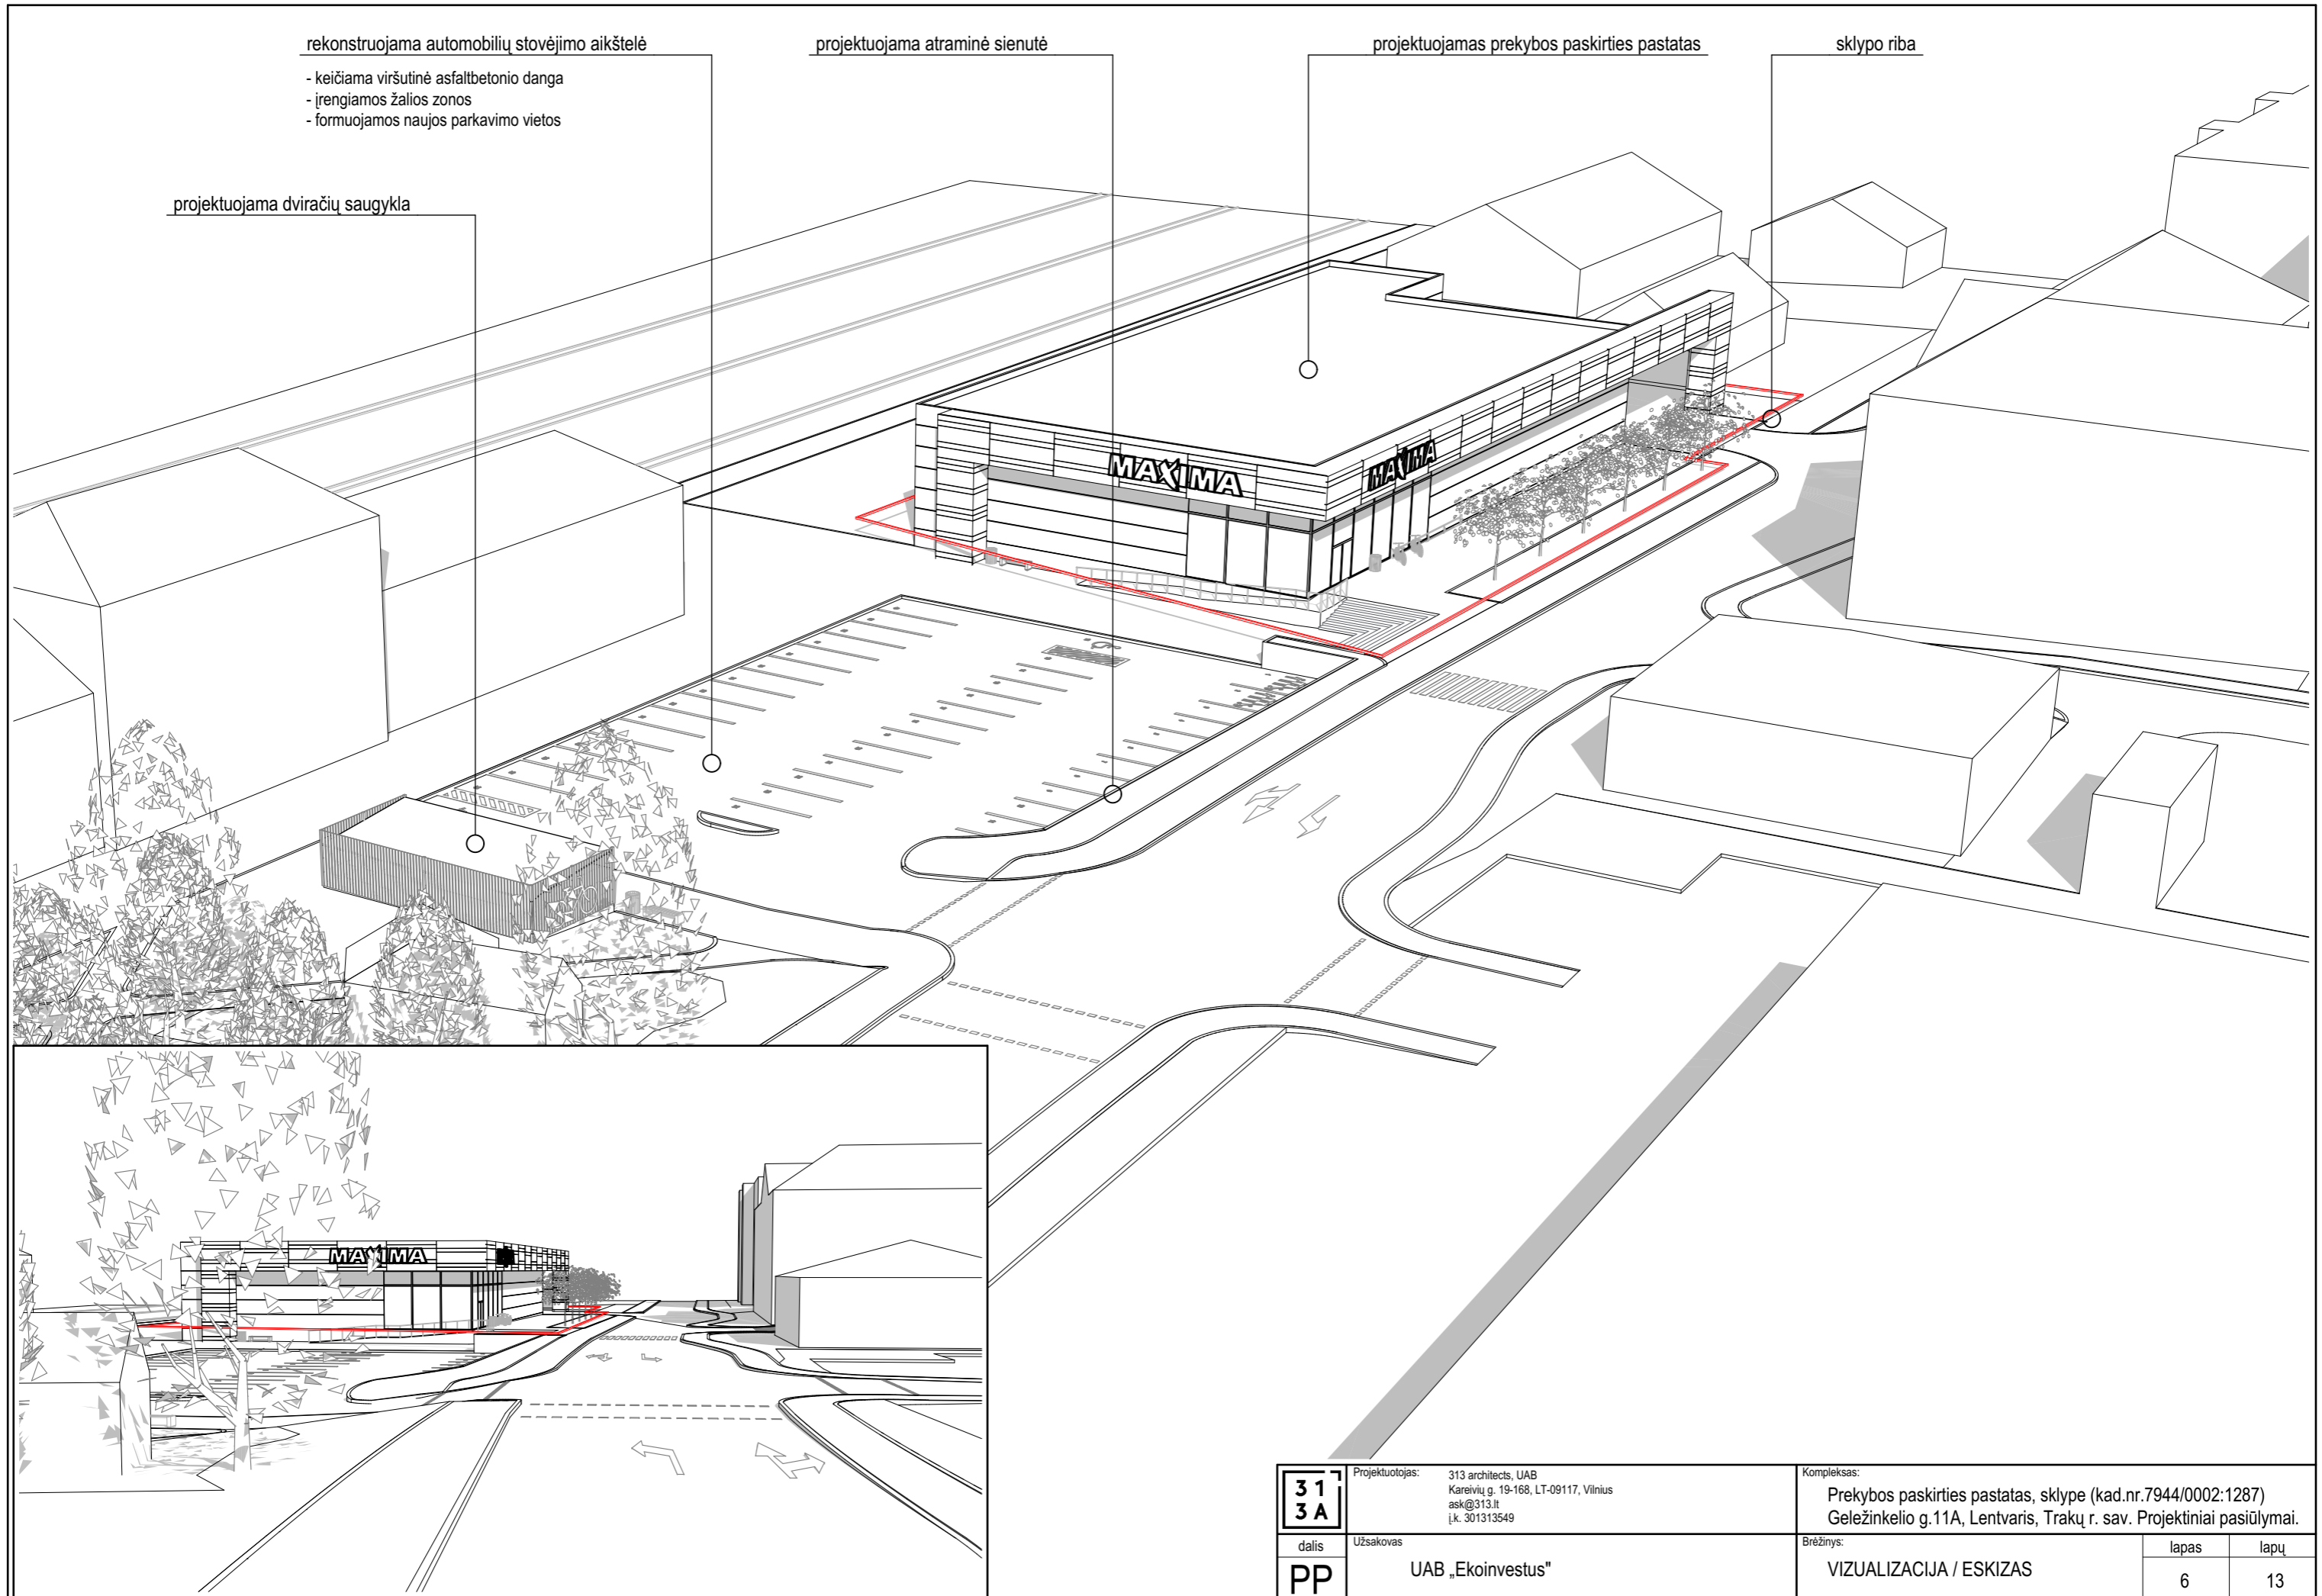 rekonstruojama automobilių stovėjimo aikštelė
- keičiama viršutinė asfaltbetonio danga
- įrengiamos žalios zonos
- formuojamos naujos parkavimo vietos
projektuojama atraminė sienutė
projektuojamas prekybos paskirties pastatas
sklypo riba
projektuojama dviračių saugykla
MAXIMA
MAXIMA
MAXIMA
31
3A
Projektuotojas:
313 architects, UAB
Kareivių g. 19-168, LT-09117, Vilnius
ask@313.lt
į.k. 301313549
Kompleksas:
Prekybos paskirties pastatas, sklype (kad.nr.7944/0002:1287)
Geležinkelio g.11A, Lentvaris, Trakų r. sav. Projektiniai pasiūlymai.
dalis
PP
Užsakovas
UAB „Ekoinvestus"
Brėžinys:
VIZUALIZACIJA / ESKIZAS
lapas
6
lapų
13